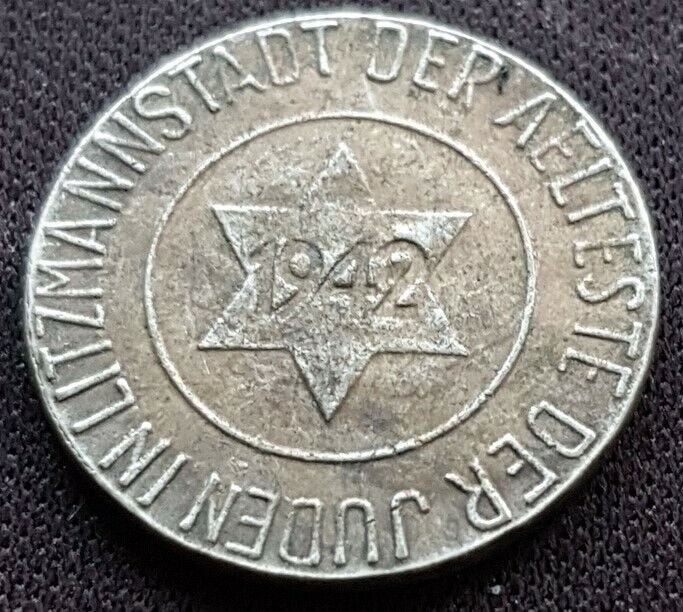 DER AELTESTE DER JUDEN IN LITZMANNSTADT
1942